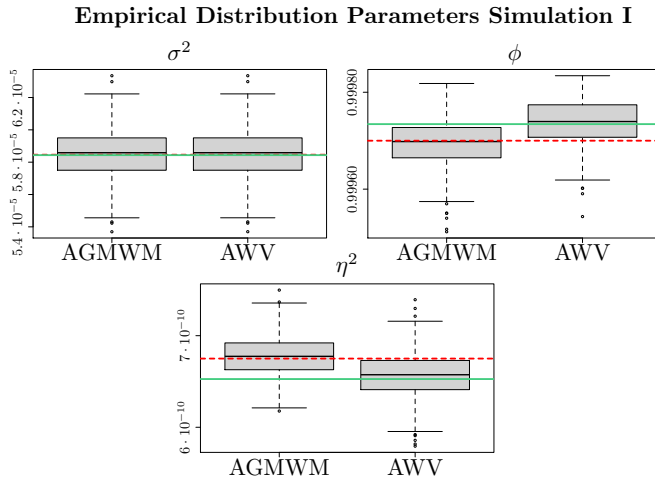 Empirical Distribution Parameters Simulation I
σ²
5.4 · 10⁻⁵
5.8 · 10⁻⁵
6.2 · 10⁻⁵
AGMWM AWV
ϕ
0.99960
0.99980
AGMWM AWV
η²
6 · 10⁻¹⁰
7 · 10⁻¹⁰
AGMWM AWV